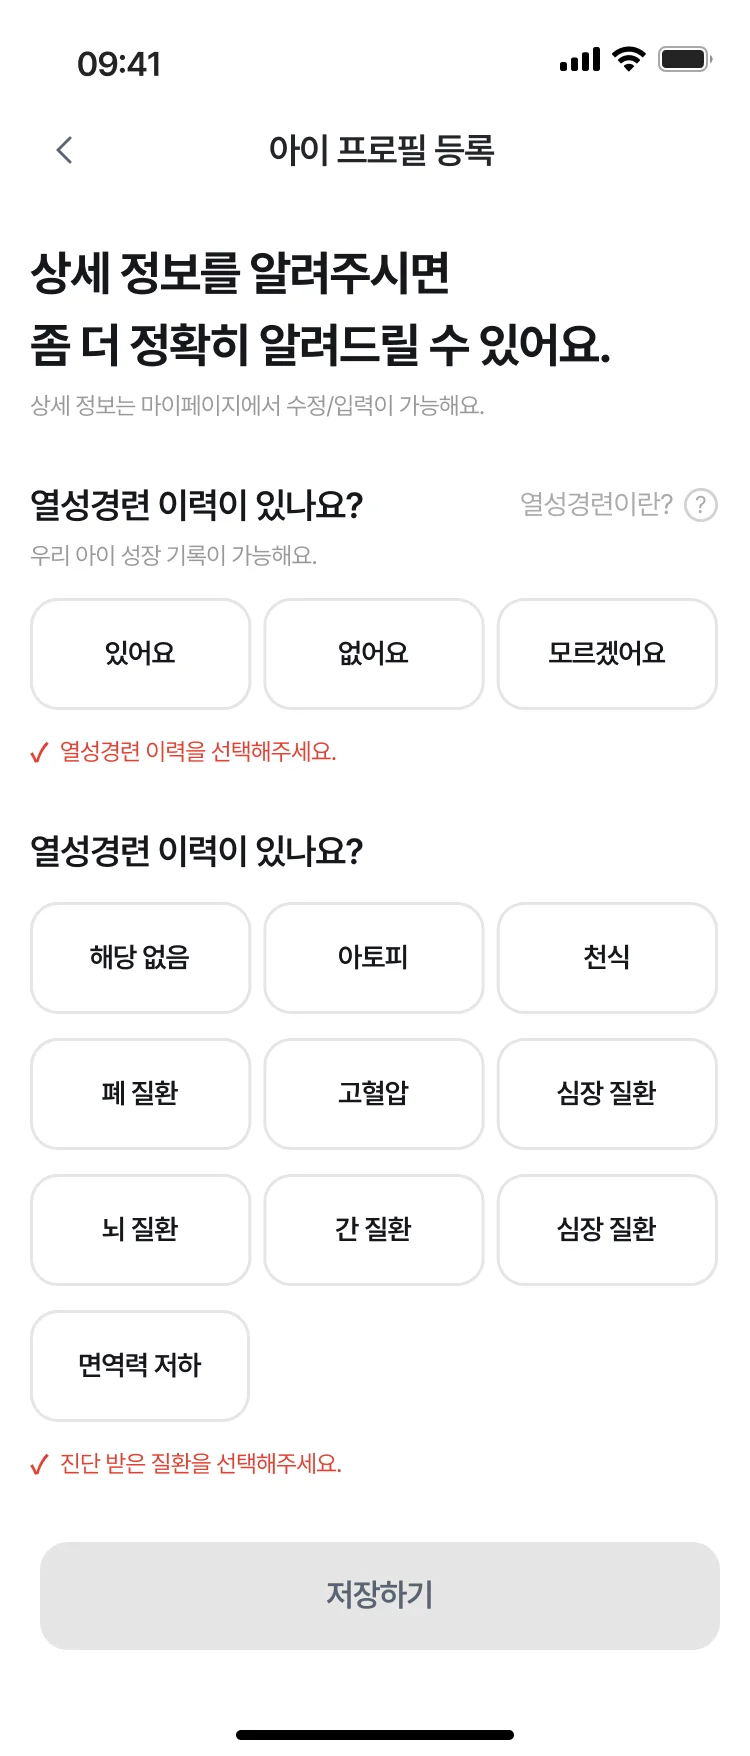 09:41
아이 프로필 등록
상세 정보를 알려주시면
좀 더 정확히 알려드릴 수 있어요.
상세 정보는 마이페이지에서 수정/입력이 가능해요.
열성경련 이력이 있나요? 열성경련이란? ?
우리 아이 성장 기록이 가능해요.
있어요 없어요 모르겠어요
열성경련 이력을 선택해주세요.
열성경련 이력이 있나요?
해당 없음 아토피 천식
폐 질환 고혈압 심장 질환
뇌 질환 간 질환 심장 질환
면역력 저하
진단 받은 질환을 선택해주세요.
저장하기